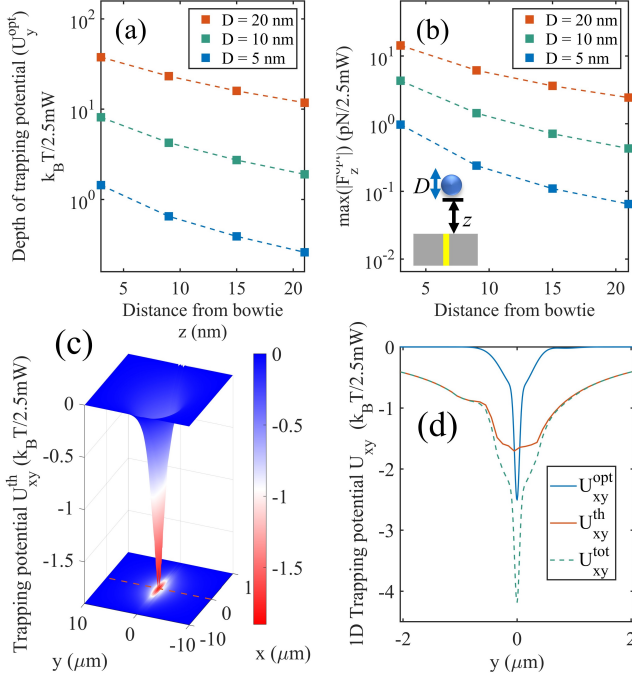 (a)
D = 20 nm
D = 10 nm
D = 5 nm
Depth of trapping potential (U_y^opt)
k_B T/2.5mW
10^2
10^1
10^0
5 10 15 20
Distance from bowtie
z (nm)
(b)
D = 20 nm
D = 10 nm
D = 5 nm
max(|F_z^opt|) (pN/2.5mW)
10^1
10^0
10^-1
10^-2
D
z
5 10 15 20
Distance from bowtie
(c)
Trapping potential U_xy^th (k_B T/2.5mW)
0
-0.5
-1
-1.5
10
0
-10
y (μm)
1
0
-10
x (μm)
0
-0.5
-1
-1.5
(d)
1D Trapping potential U_xy (k_B T/2.5mW)
0
-1
-2
-3
-4
U_xy^opt
U_xy^th
U_xy^tot
-2 0 2
y (μm)